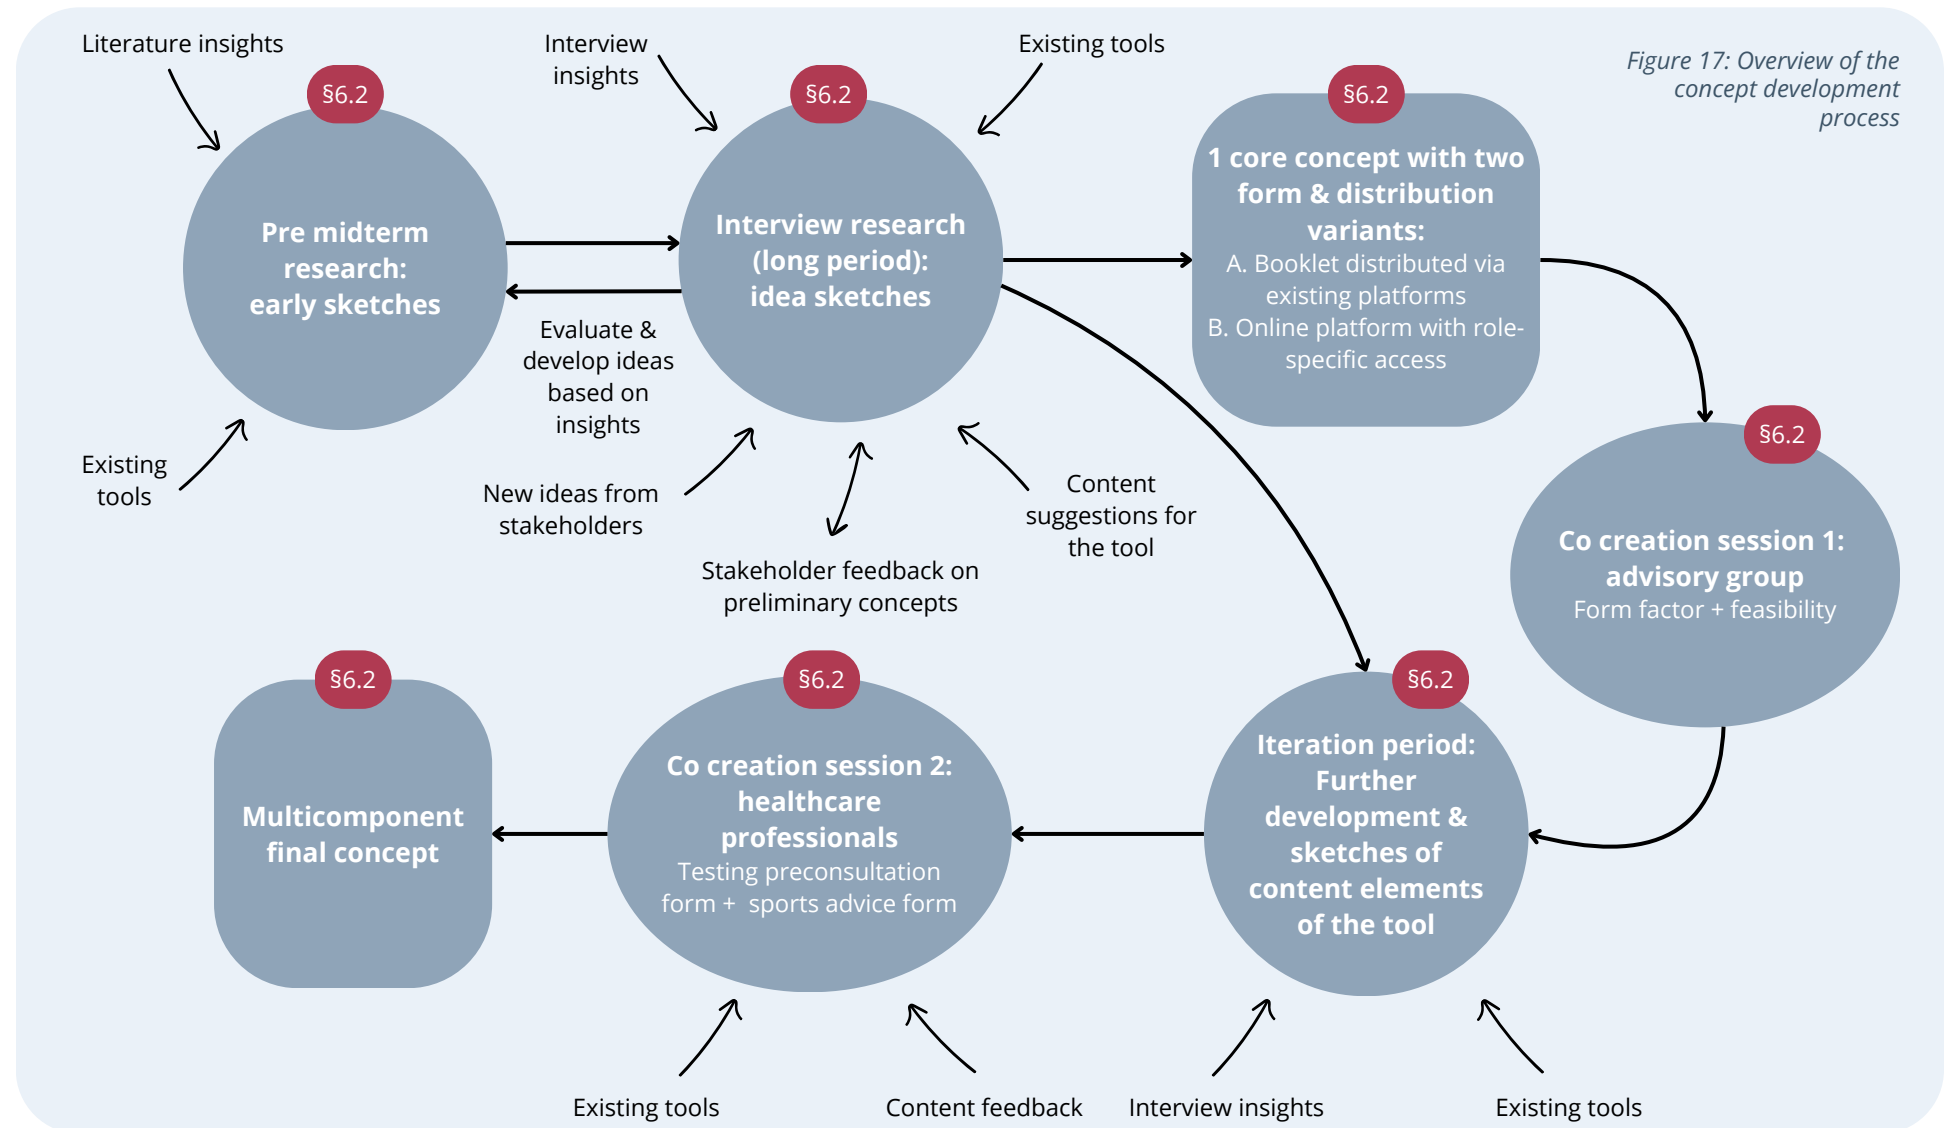 Literature insights
Interview
insights
Existing tools
Figure 17: Overview of the
concept development
process
§6.2
Pre midterm
research:
early sketches
§6.2
Interview research
(long period):
idea sketches
§6.2
1 core concept with two
form & distribution
variants:
A. Booklet distributed via
existing platforms
B. Online platform with role-
specific access
Evaluate &
develop ideas
based on
insights
Existing
tools
New ideas from
stakeholders
Stakeholder feedback on
preliminary concepts
Content
suggestions for
the tool
§6.2
Co creation session 1:
advisory group
Form factor + feasibility
§6.2
Iteration period:
Further
development &
sketches of
content elements
of the tool
§6.2
Co creation session 2:
healthcare
professionals
Testing preconsultation
form +  sports advice form
§6.2
Multicomponent
final concept
Existing tools
Content feedback
Interview insights
Existing tools